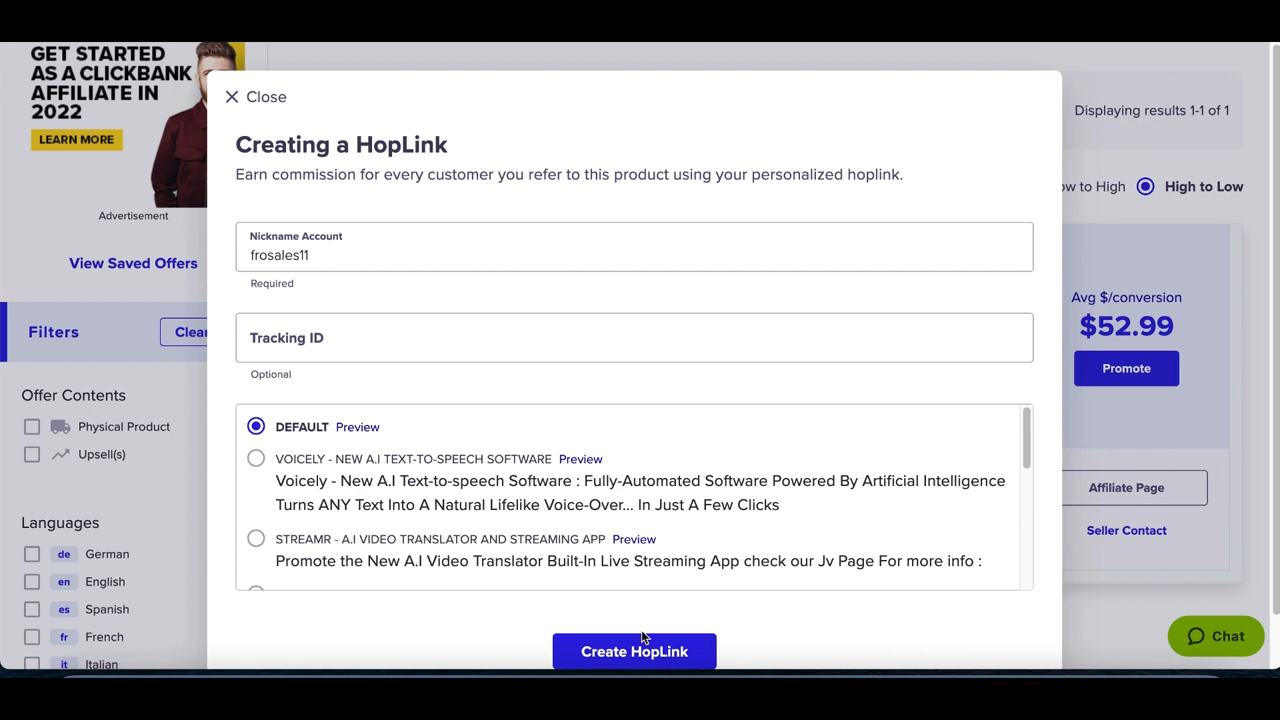 GET STARTED
AS A CLICKBANK
AFFILIATE IN
2022
LEARN MORE
Advertisement
View Saved Offers
Filters
Clear
Offer Contents
Physical Product
Upsell(s)
Languages
de German
en English
es Spanish
fr French
it Italian
Close
Creating a HopLink
Earn commission for every customer you refer to this product using your personalized hoplink.
Nickname Account
frosales11
Required
Tracking ID
Optional
DEFAULT Preview
VOICELY - NEW A.I TEXT-TO-SPEECH SOFTWARE Preview
Voicely - New A.I Text-to-speech Software : Fully-Automated Software Powered By Artificial Intelligence
Turns ANY Text Into A Natural Lifelike Voice-Over... In Just A Few Clicks
STREAMR - A.I VIDEO TRANSLATOR AND STREAMING APP Preview
Promote the New A.I Video Translator Built-In Live Streaming App check our Jv Page For more info :
Create HopLink
Displaying results 1-1 of 1
ow to High High to Low
Avg $/conversion
$52.99
Promote
Affiliate Page
Seller Contact
Chat